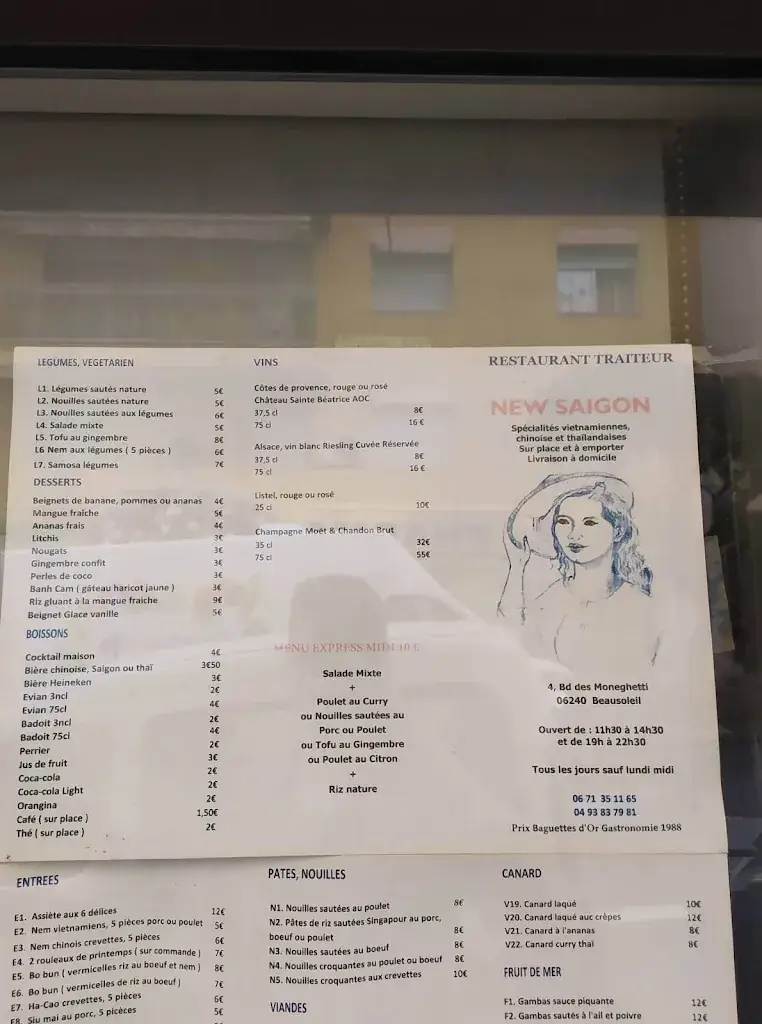 LEGUMES, VEGETARIEN
L1. Légumes sautés nature 5€
L2. Nouilles sautées nature 5€
L3. Nouilles sautées aux légumes 6€
L4. Salade mixte 5€
L5. Tofu au gingembre 8€
L6 Nem aux légumes ( 5 pièces ) 6€
L7. Samosa légumes 7€
DESSERTS
Beignets de banane, pommes ou ananas 4€
Mangue fraîche 5€
Ananas frais 4€
Litchis 3€
Nougats 3€
Gingembre confit 3€
Perles de coco 3€
Banh Cam ( gâteau haricot jaune ) 3€
Riz gluant à la mangue fraiche 9€
Beignet Glace vanille 5€
BOISSONS
Cocktail maison 4€
Bière chinoise, Saigon ou thaï 3€50
Bière Heineken 3€
Evian 3ncl 2€
Evian 75cl 4€
Badoit 3ncl 2€
Badoit 75cl 4€
Perrier 2€
Jus de fruit 3€
Coca-cola 2€
Coca-cola Light 2€
Orangina 2€
Café ( sur place ) 1,50€
Thé ( sur place ) 2€
VINS
Côtes de provence, rouge ou rosé
Château Sainte Béatrice AOC
37,5 cl 8€
75 cl 16 €
Alsace, vin blanc Riesling Cuvée Réservée
37,5 cl 8€
75 cl 16 €
Listel, rouge ou rosé
25 cl 10€
Champagne Moët & Chandon Brut
35 cl 32€
75 cl 55€
MENU EXPRESS MIDI 10 €
Salade Mixte
+
Poulet au Curry
ou Nouilles sautées au
Porc ou Poulet
ou Tofu au Gingembre
ou Poulet au Citron
+
Riz nature
RESTAURANT TRAITEUR
NEW SAIGON
Spécialités vietnamiennes,
chinoise et thaïlandaises
Sur place et à emporter
Livraison à domicile
4, Bd des Moneghetti
06240 Beausoleil
Ouvert de : 11h30 à 14h30
et de 19h à 22h30
Tous les jours sauf lundi midi
06 71 35 11 65
04 93 83 79 81
Prix Baguettes d'Or Gastronomie 1988
ENTREES
E1. Assiète aux 6 délices 12€
E2. Nem vietnamiens, 5 pièces porc ou poulet 5€
E3. Nem chinois crevettes, 5 pièces 6€
E4. 2 rouleaux de printemps ( sur commande ) 7€
E5. Bo bun ( vermicelles riz au boeuf et nem ) 8€
E6. Bo bun ( vermicelles de riz au boeuf ) 7€
E7. Ha-Cao crevettes, 5 pièces 6€
E8. Siu mai au porc, 5 picèces 5€
PATES, NOUILLES
N1. Nouilles sautées au poulet 8€
N2. Pâtes de riz sautées Singapour au porc,
boeuf ou poulet 8€
N3. Nouilles sautées au boeuf 8€
N4. Nouilles croquantes au poulet ou boeuf 8€
N5. Nouilles croquantes aux crevettes 10€
VIANDES
CANARD
V19. Canard laqué 10€
V20. Canard laqué auc crèpes 12€
V21. Canard à l'ananas 8€
V22. Canard curry thaï 8€
FRUIT DE MER
F1. Gambas sauce piquante 12€
F2. Gambas sautés à l'ail et poivre 12€